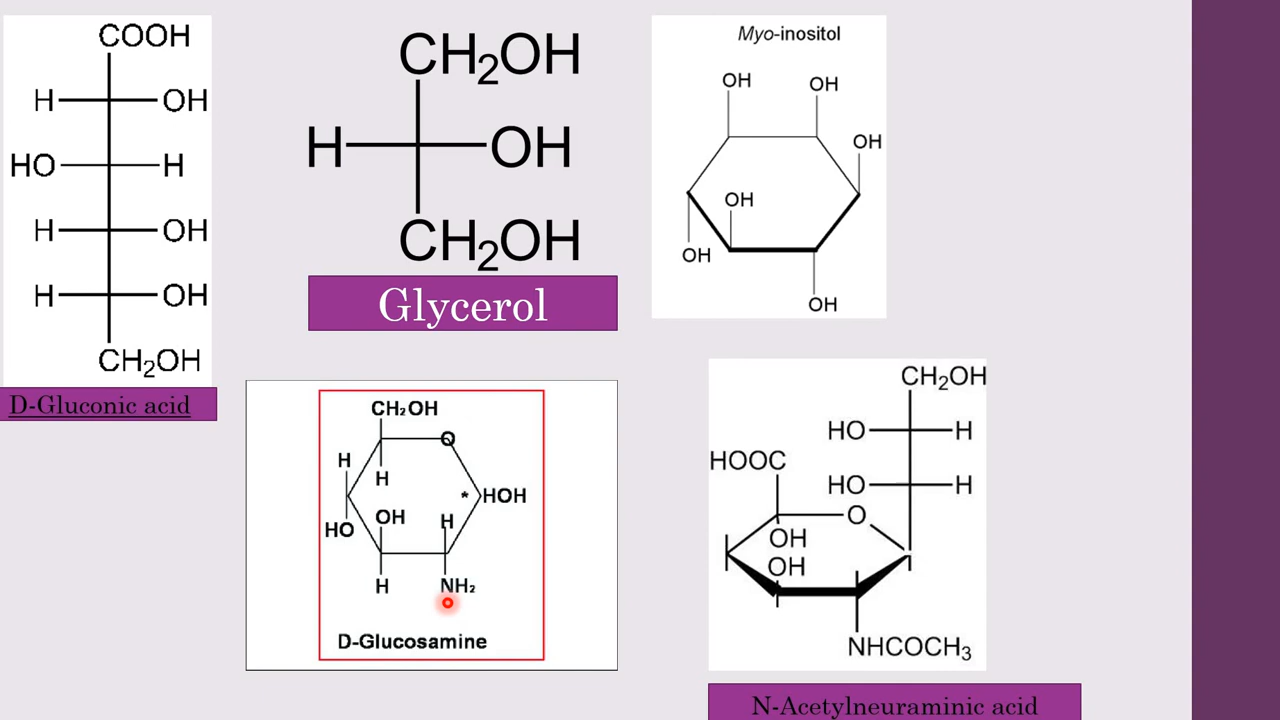 COOH
H OH
HO H
H OH
H OH
CH₂OH
D-Gluconic acid
CH₂OH
H OH
CH₂OH
Glycerol
Myo-inositol
OH OH
OH
OH
OH
OH
CH₂OH
O
H H
* HOH
OH H
HO
H NH₂
D-Glucosamine
CH₂OH
HO H
HOOC
HO H
O
OH
OH
NHCOCH₃
N-Acetylneuraminic acid